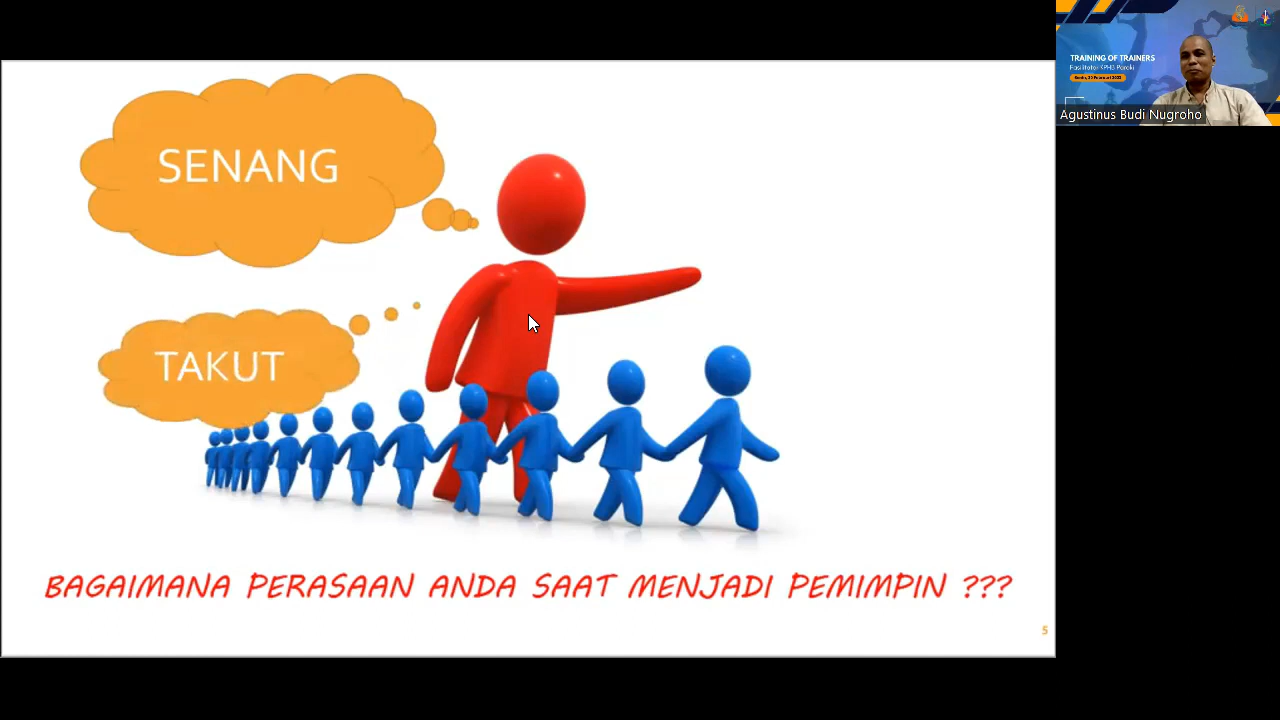 SENANG
TAKUT
BAGAIMANA PERASAAN ANDA SAAT MENJADI PEMIMPIN ???
5
TRAINING OF TRAINERS
Agustinus Budi Nugroho